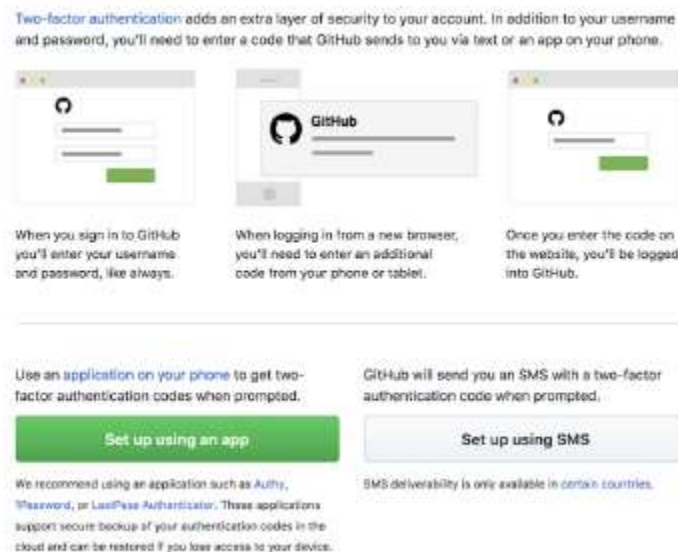 Two-factor authentication adds an extra layer of security to your account. In addition to your username
and password, you'll need to enter a code that GitHub sends to you via text or an app on your phone.
GitHub
When you sign in to GitHub
you'll enter your username
and password, like always.
When logging in from a new browser,
you'll need to enter an additional
code from your phone or tablet.
Once you enter the code on
the website, you'll be logged
into GitHub.
Use an application on your phone to get two-
factor authentication codes when prompted.
Set up using an app
We recommend using an application such as Authy,
1Password, or LastPass Authenticator. These applications
support secure backup of your authentication codes in the
cloud and can be restored if you lose access to your device.
GitHub will send you an SMS with a two-factor
authentication code when prompted.
Set up using SMS
SMS deliverability is only available in certain countries.